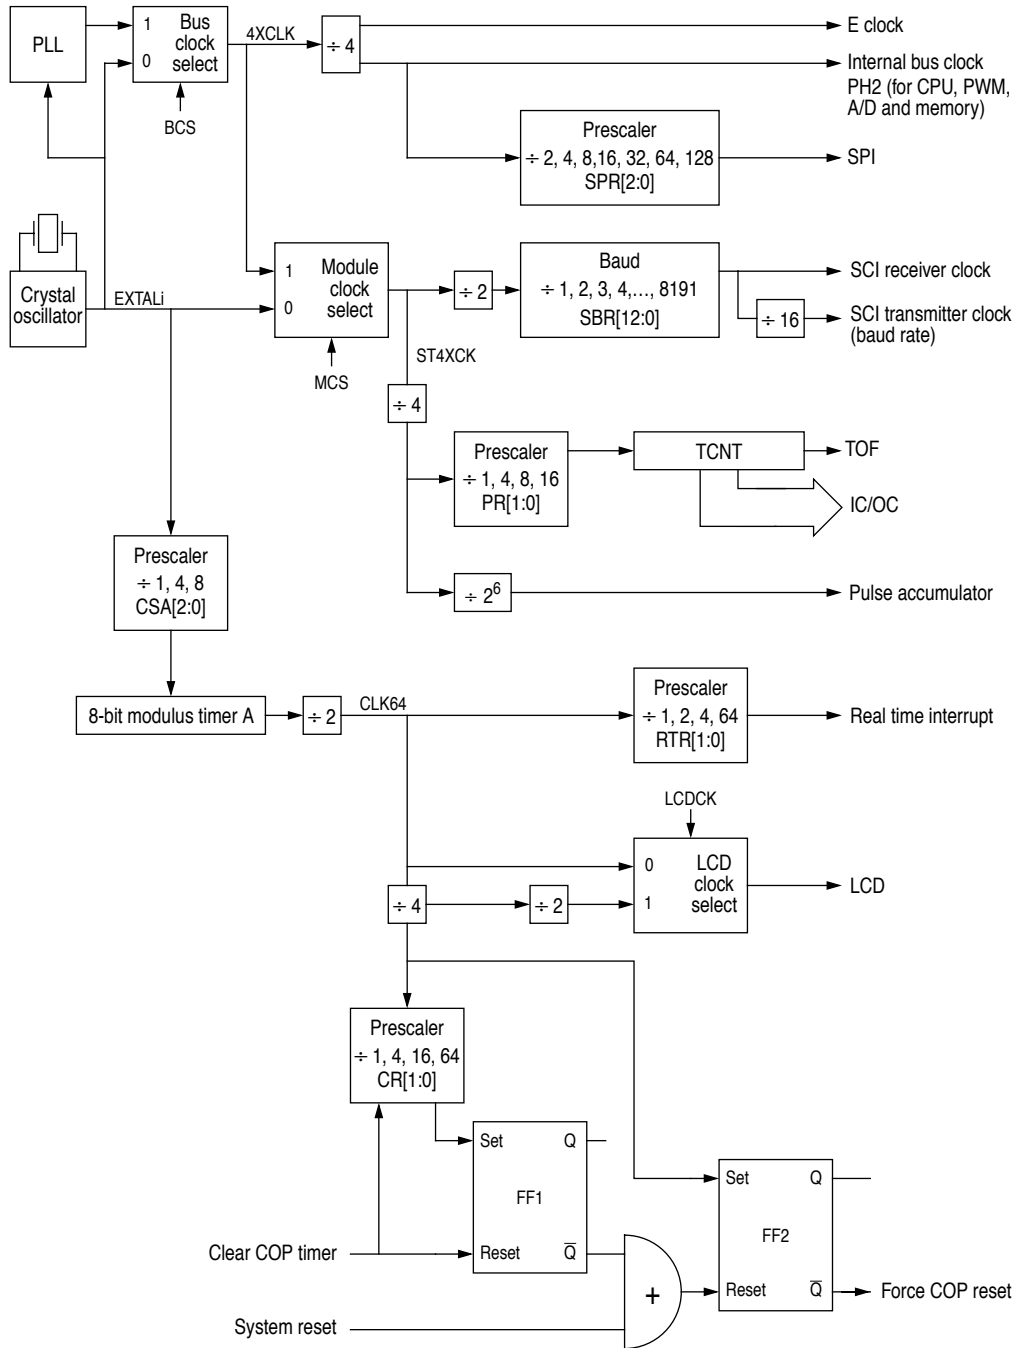 PLL
1
0
Bus
clock
select
BCS
4XCLK
÷ 4
E clock
Internal bus clock
PH2 (for CPU, PWM,
A/D and memory)
Prescaler
÷ 2, 4, 8,16, 32, 64, 128
SPR[2:0]
SPI
Crystal
oscillator
EXTALi
1
0
Module
clock
select
MCS
ST4XCK
÷ 2
Baud
÷ 1, 2, 3, 4,..., 8191
SBR[12:0]
SCI receiver clock
÷ 16
SCI transmitter clock
(baud rate)
÷ 4
Prescaler
÷ 1, 4, 8, 16
PR[1:0]
TCNT
TOF
IC/OC
÷ 2⁶
Pulse accumulator
Prescaler
÷ 1, 4, 8
CSA[2:0]
8-bit modulus timer A
÷ 2
CLK64
Prescaler
÷ 1, 2, 4, 64
RTR[1:0]
Real time interrupt
LCDCK
0
1
LCD
clock
select
LCD
÷ 4
÷ 2
Prescaler
÷ 1, 4, 16, 64
CR[1:0]
Set
Q
FF1
Reset
Q̅
Set
Q
FF2
Reset
Q̅
Clear COP timer
System reset
+
Force COP reset